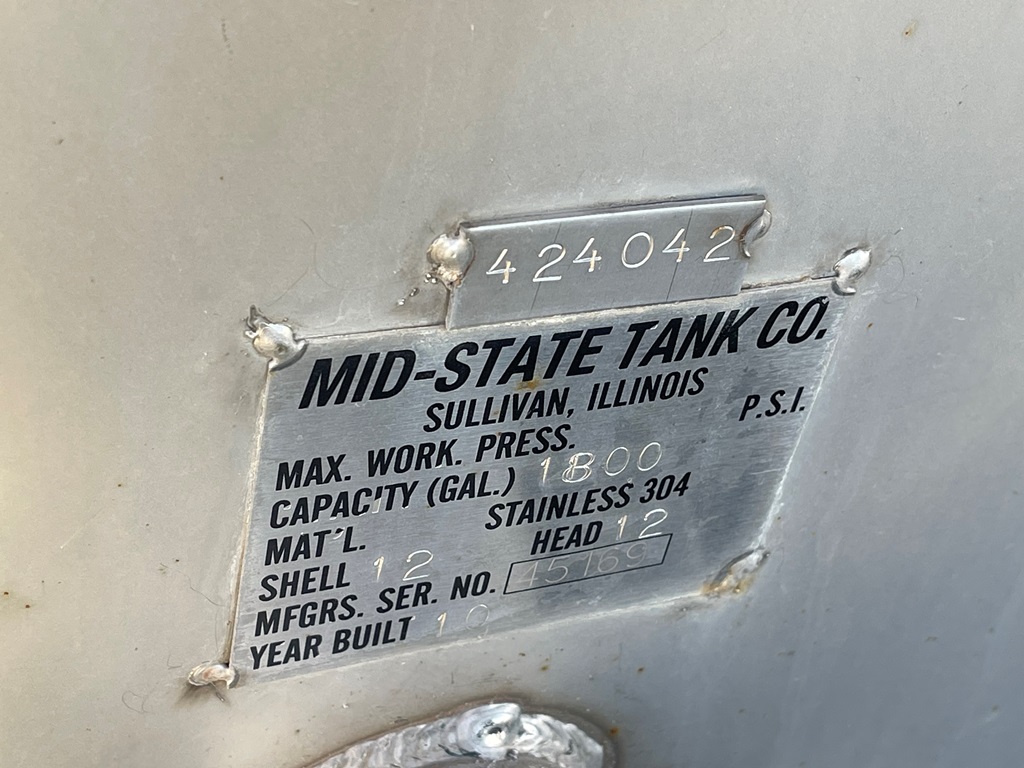 424042
MID-STATE TANK CO.
SULLIVAN, ILLINOIS
MAX. WORK. PRESS. P.S.I.
CAPACITY (GAL.) 1800
MAT'L. STAINLESS 304
SHELL 12 HEAD 12
MFGRS. SER. NO. 45169
YEAR BUILT 10